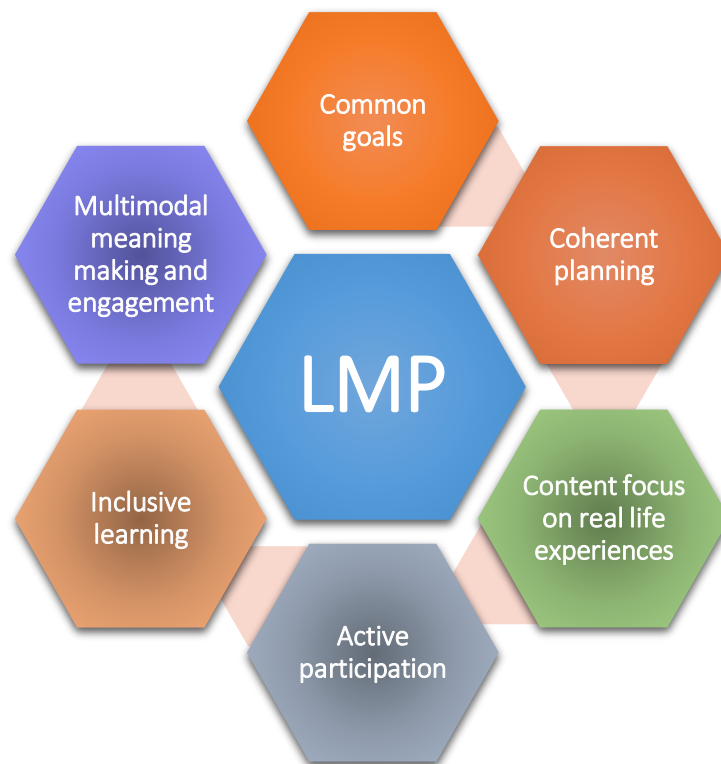 Common
goals
Coherent
planning
Content focus
on real life
experiences
Active
participation
Inclusive
learning
Multimodal
meaning
making and
engagement
LMP